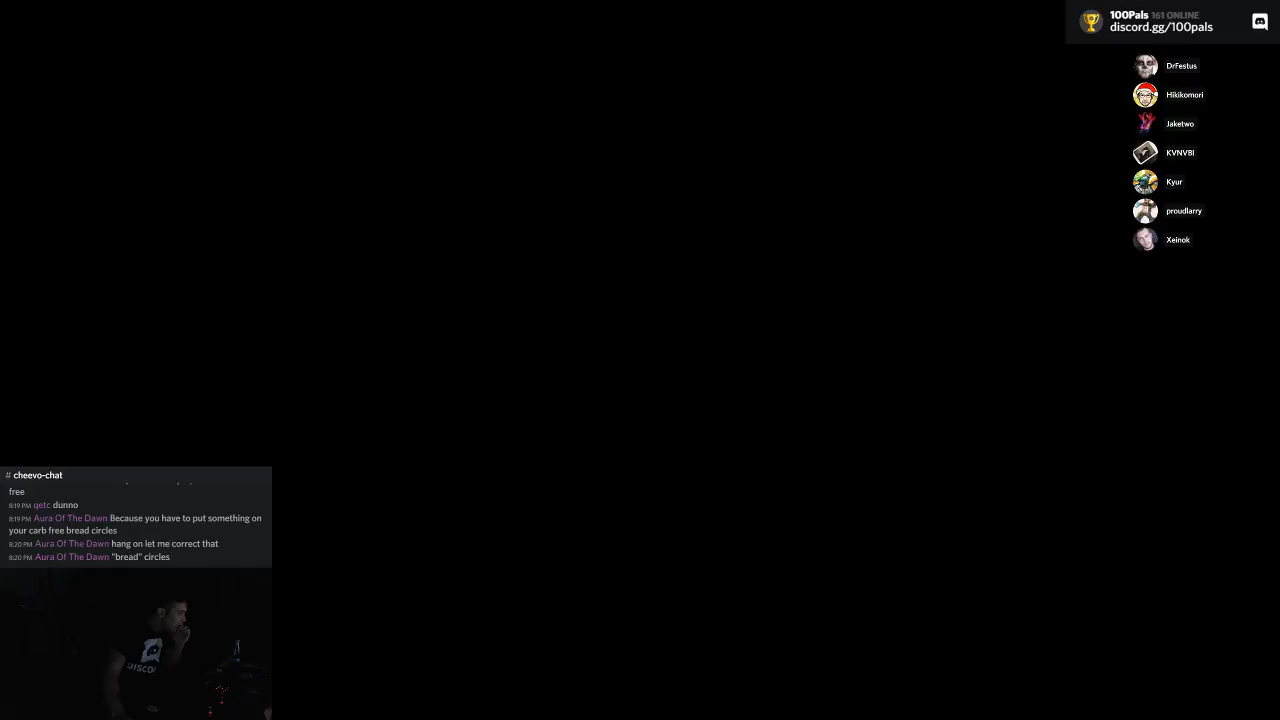 100Pals 161 ONLINE
discord.gg/100pals
DrFestus
Hikikomori
Jaketwo
KVNVBI
Kyur
proudlarry
Xeinok
# cheevo-chat
free
8:19 PM qetc dunno
8:19 PM Aura Of The Dawn Because you have to put something on
your carb free bread circles
8:20 PM Aura Of The Dawn hang on let me correct that
8:20 PM Aura Of The Dawn "bread" circles
DISCO